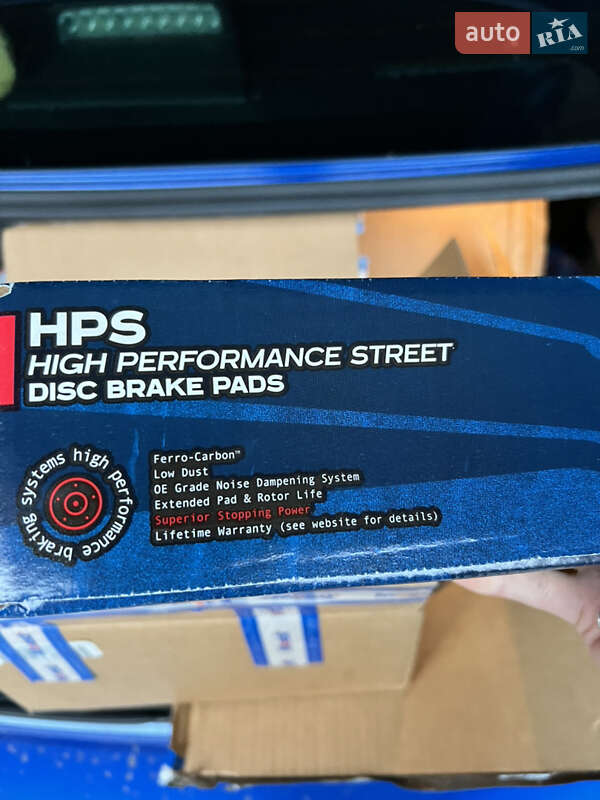 auto
RIA
.com
HPS
HIGH PERFORMANCE STREET
DISC BRAKE PADS
braking systems high performance
Ferro-Carbon™
Low Dust
OE Grade Noise Dampening System
Extended Pad & Rotor Life
Superior Stopping Power
Lifetime Warranty (see website for details)